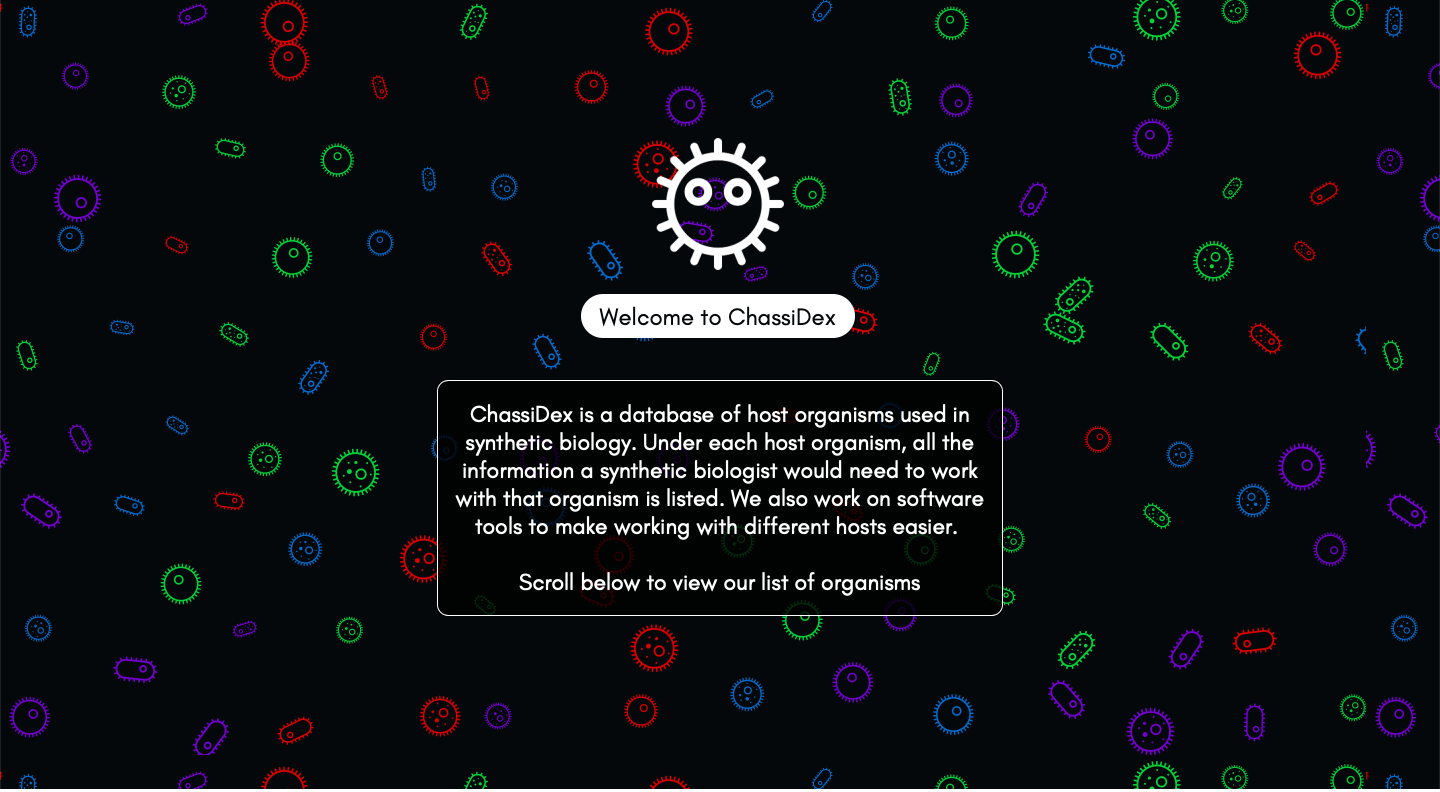 Welcome to ChassiDex
ChassiDex is a database of host organisms used in
synthetic biology. Under each host organism, all the
information a synthetic biologist would need to work
with that organism is listed. We also work on software
tools to make working with different hosts easier.
Scroll below to view our list of organisms